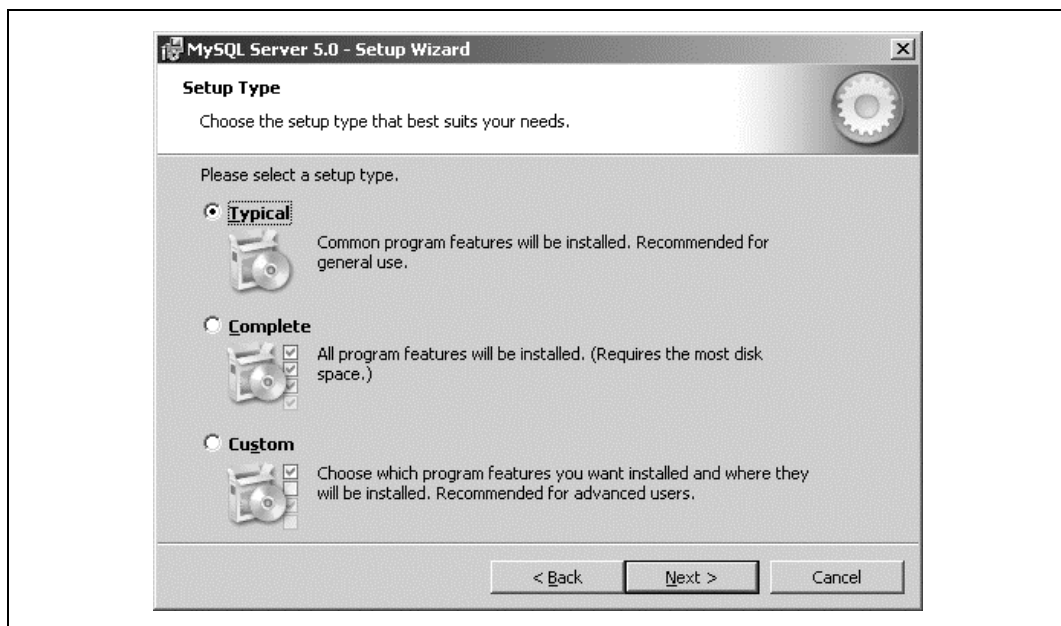 MySQL Server 5.0 - Setup Wizard
Setup Type
Choose the setup type that best suits your needs.
Please select a setup type.
Typical
Common program features will be installed. Recommended for
general use.
Complete
All program features will be installed. (Requires the most disk
space.)
Custom
Choose which program features you want installed and where they
will be installed. Recommended for advanced users.
< Back
Next >
Cancel